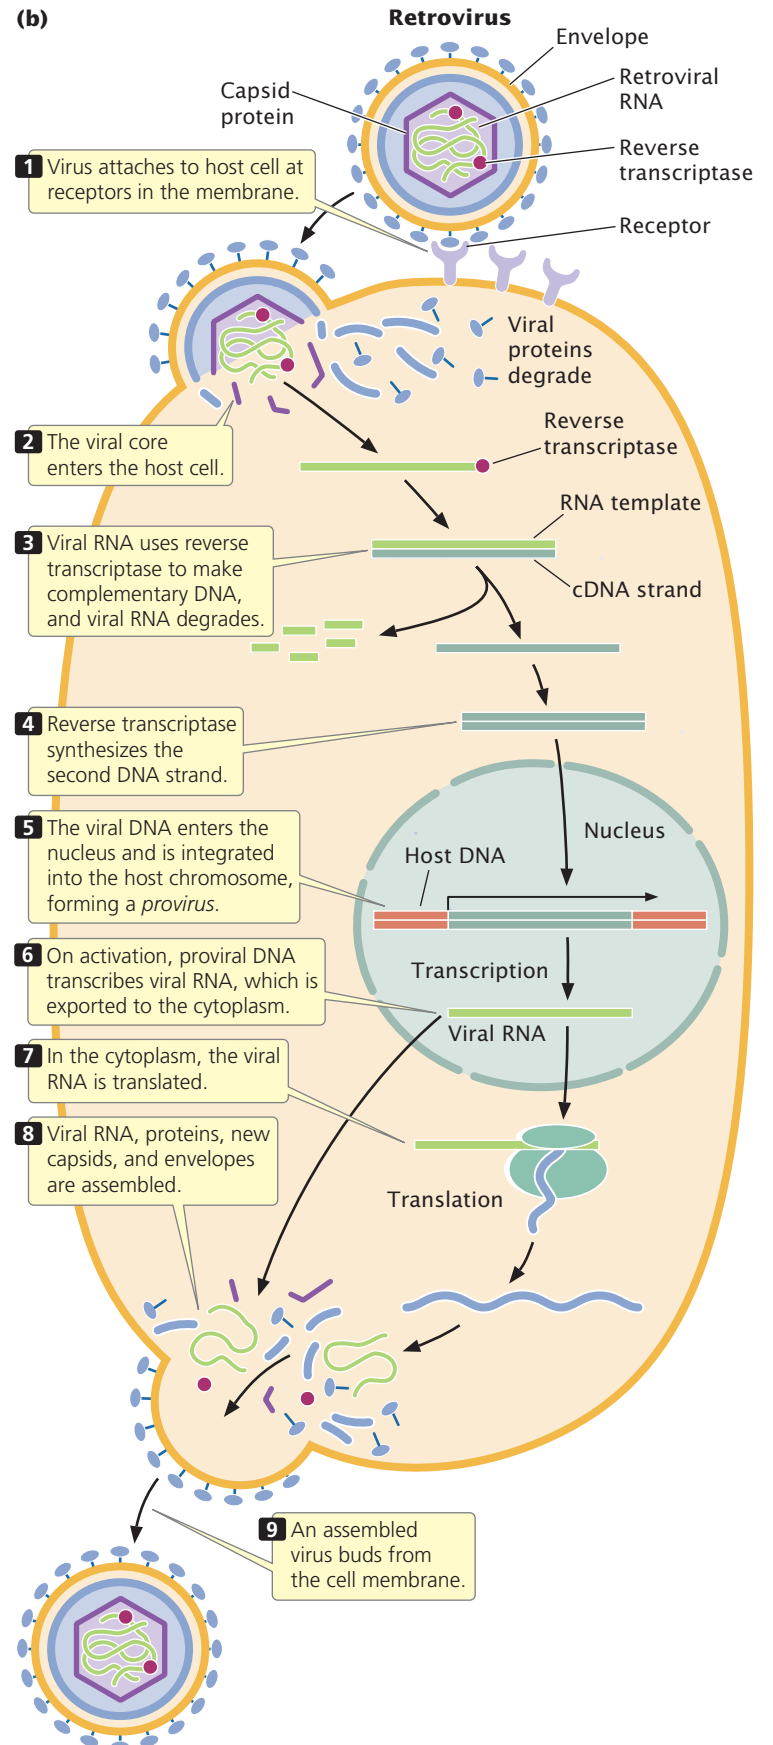 (b)
Retrovirus
Envelope
Capsid
protein
Retroviral
RNA
Reverse
transcriptase
1 Virus attaches to host cell at
receptors in the membrane.
Receptor
Viral
proteins
degrade
Reverse
transcriptase
2 The viral core
enters the host cell.
RNA template
3 Viral RNA uses reverse
transcriptase to make
complementary DNA,
and viral RNA degrades.
cDNA strand
4 Reverse transcriptase
synthesizes the
second DNA strand.
5 The viral DNA enters the
nucleus and is integrated
into the host chromosome,
forming a provirus.
Nucleus
Host DNA
6 On activation, proviral DNA
transcribes viral RNA, which is
exported to the cytoplasm.
Transcription
Viral RNA
7 In the cytoplasm, the viral
RNA is translated.
8 Viral RNA, proteins, new
capsids, and envelopes
are assembled.
Translation
9 An assembled
virus buds from
the cell membrane.